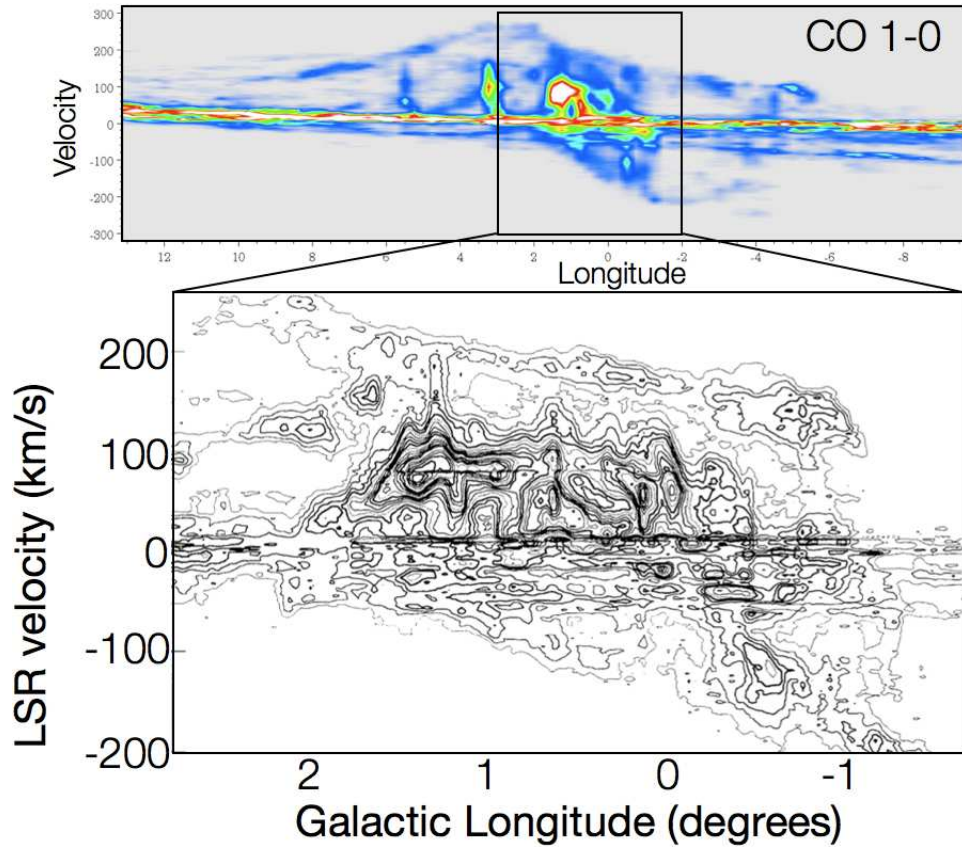 CO 1-0
Velocity
300
200
100
0
-100
-200
-300
12 10 8 6 4 2 0 -2 -4 -6 -8
Longitude
LSR velocity (km/s)
200
100
0
-100
-200
2 1 0 -1
Galactic Longitude (degrees)